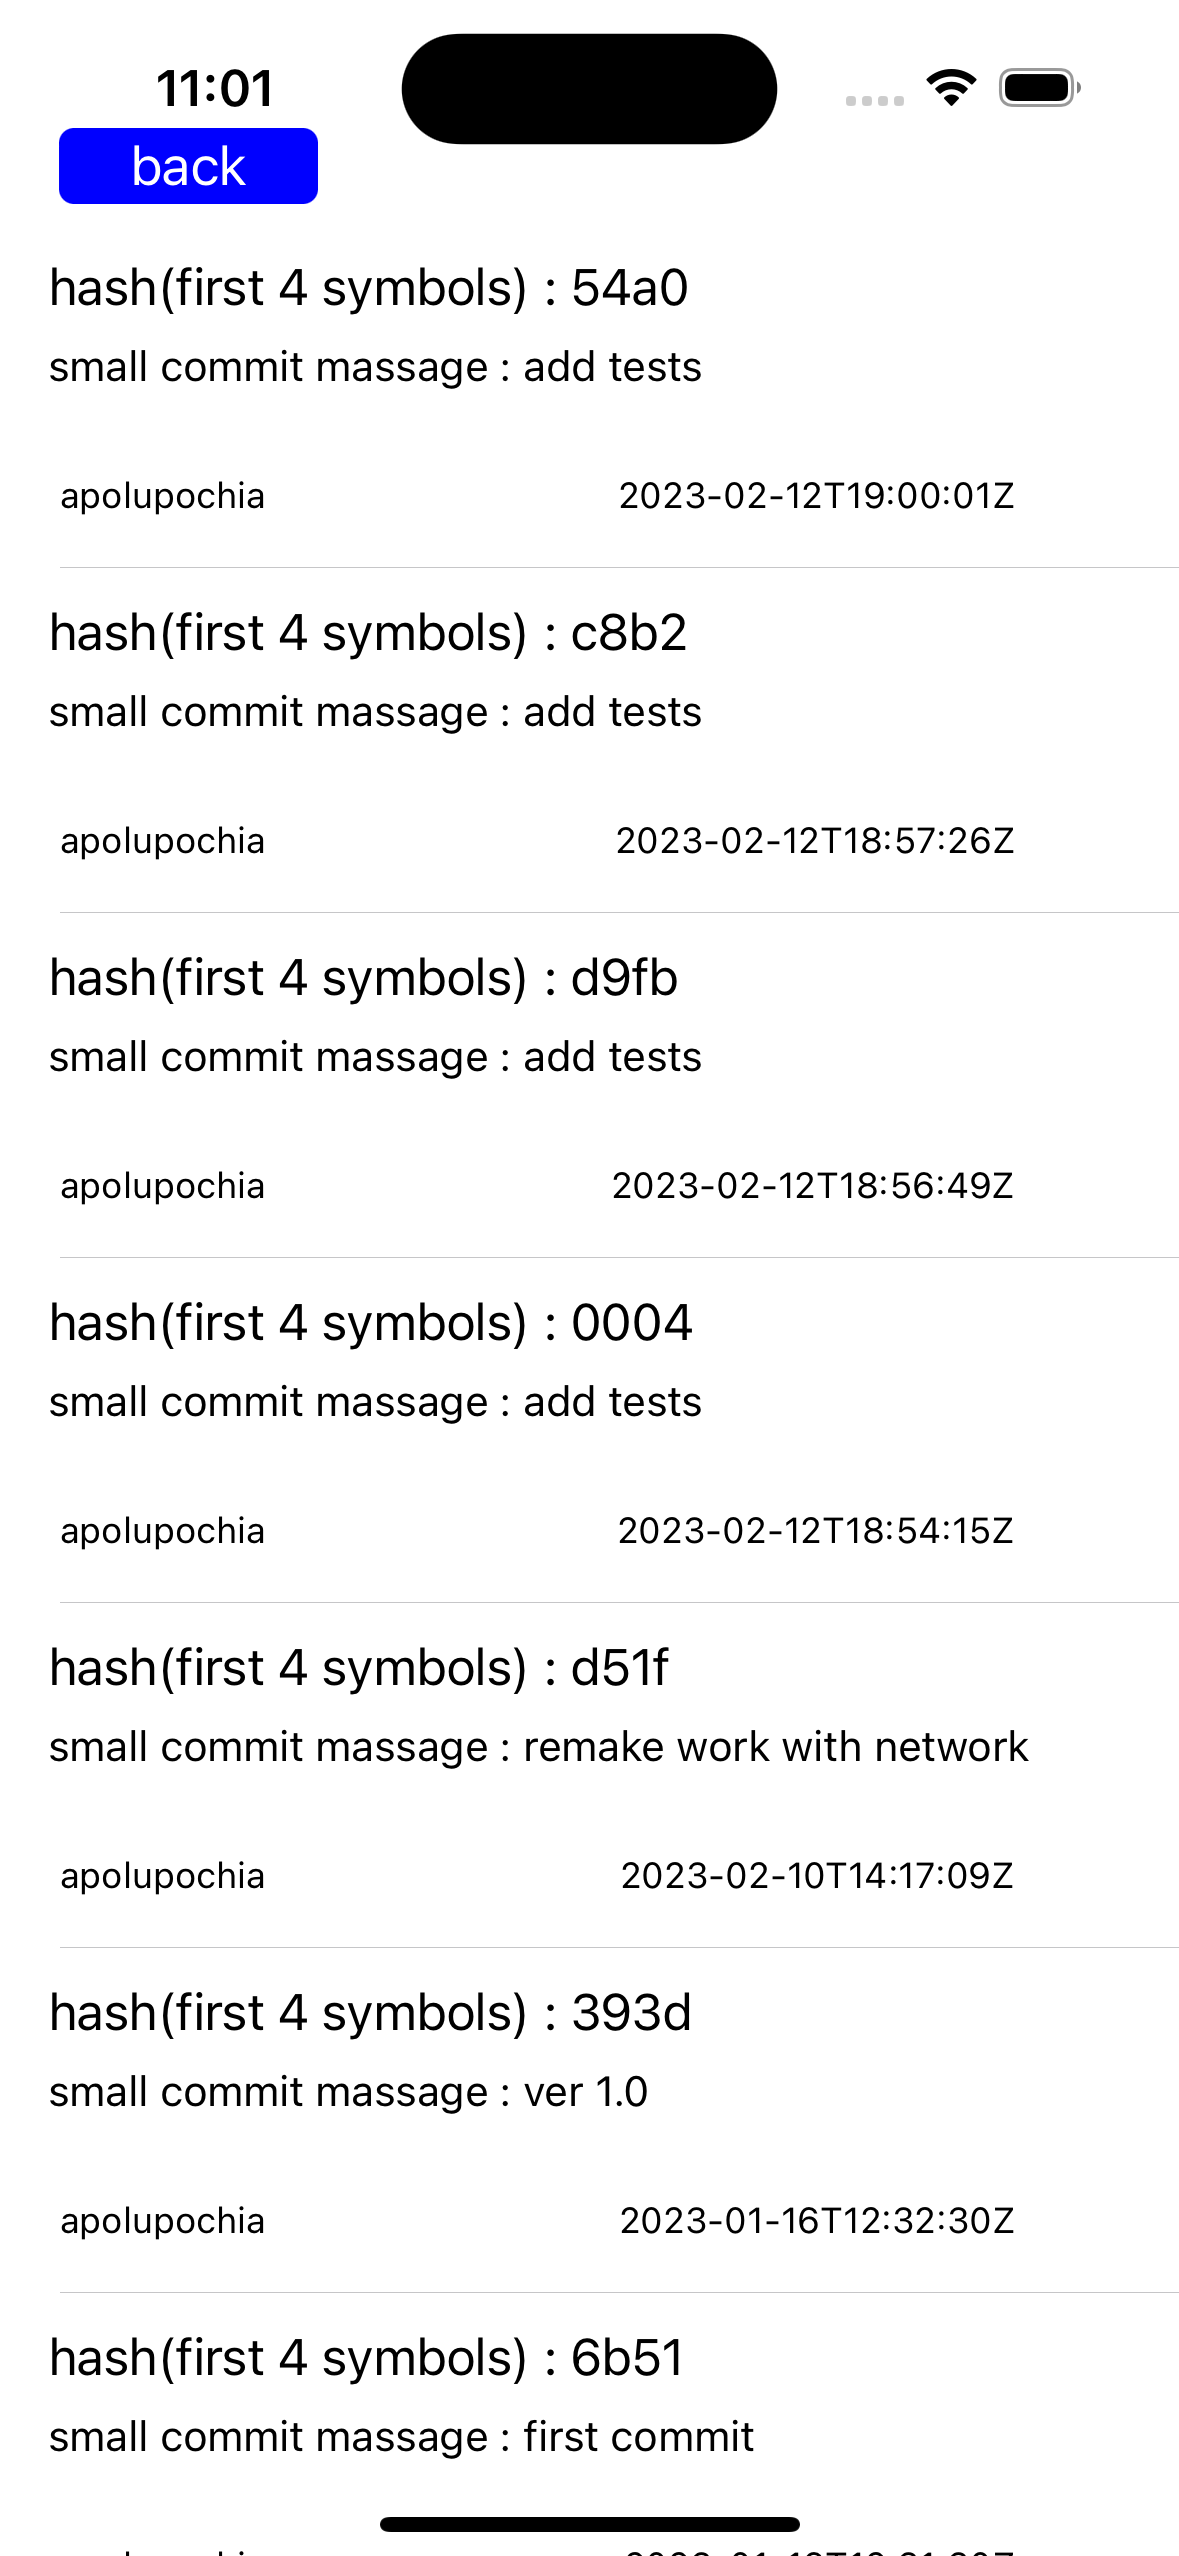 11:01
back
hash(first 4 symbols) : 54a0
small commit massage : add tests
apolupochia 2023-02-12T19:00:01Z
hash(first 4 symbols) : c8b2
small commit massage : add tests
apolupochia 2023-02-12T18:57:26Z
hash(first 4 symbols) : d9fb
small commit massage : add tests
apolupochia 2023-02-12T18:56:49Z
hash(first 4 symbols) : 0004
small commit massage : add tests
apolupochia 2023-02-12T18:54:15Z
hash(first 4 symbols) : d51f
small commit massage : remake work with network
apolupochia 2023-02-10T14:17:09Z
hash(first 4 symbols) : 393d
small commit massage : ver 1.0
apolupochia 2023-01-16T12:32:30Z
hash(first 4 symbols) : 6b51
small commit massage : first commit